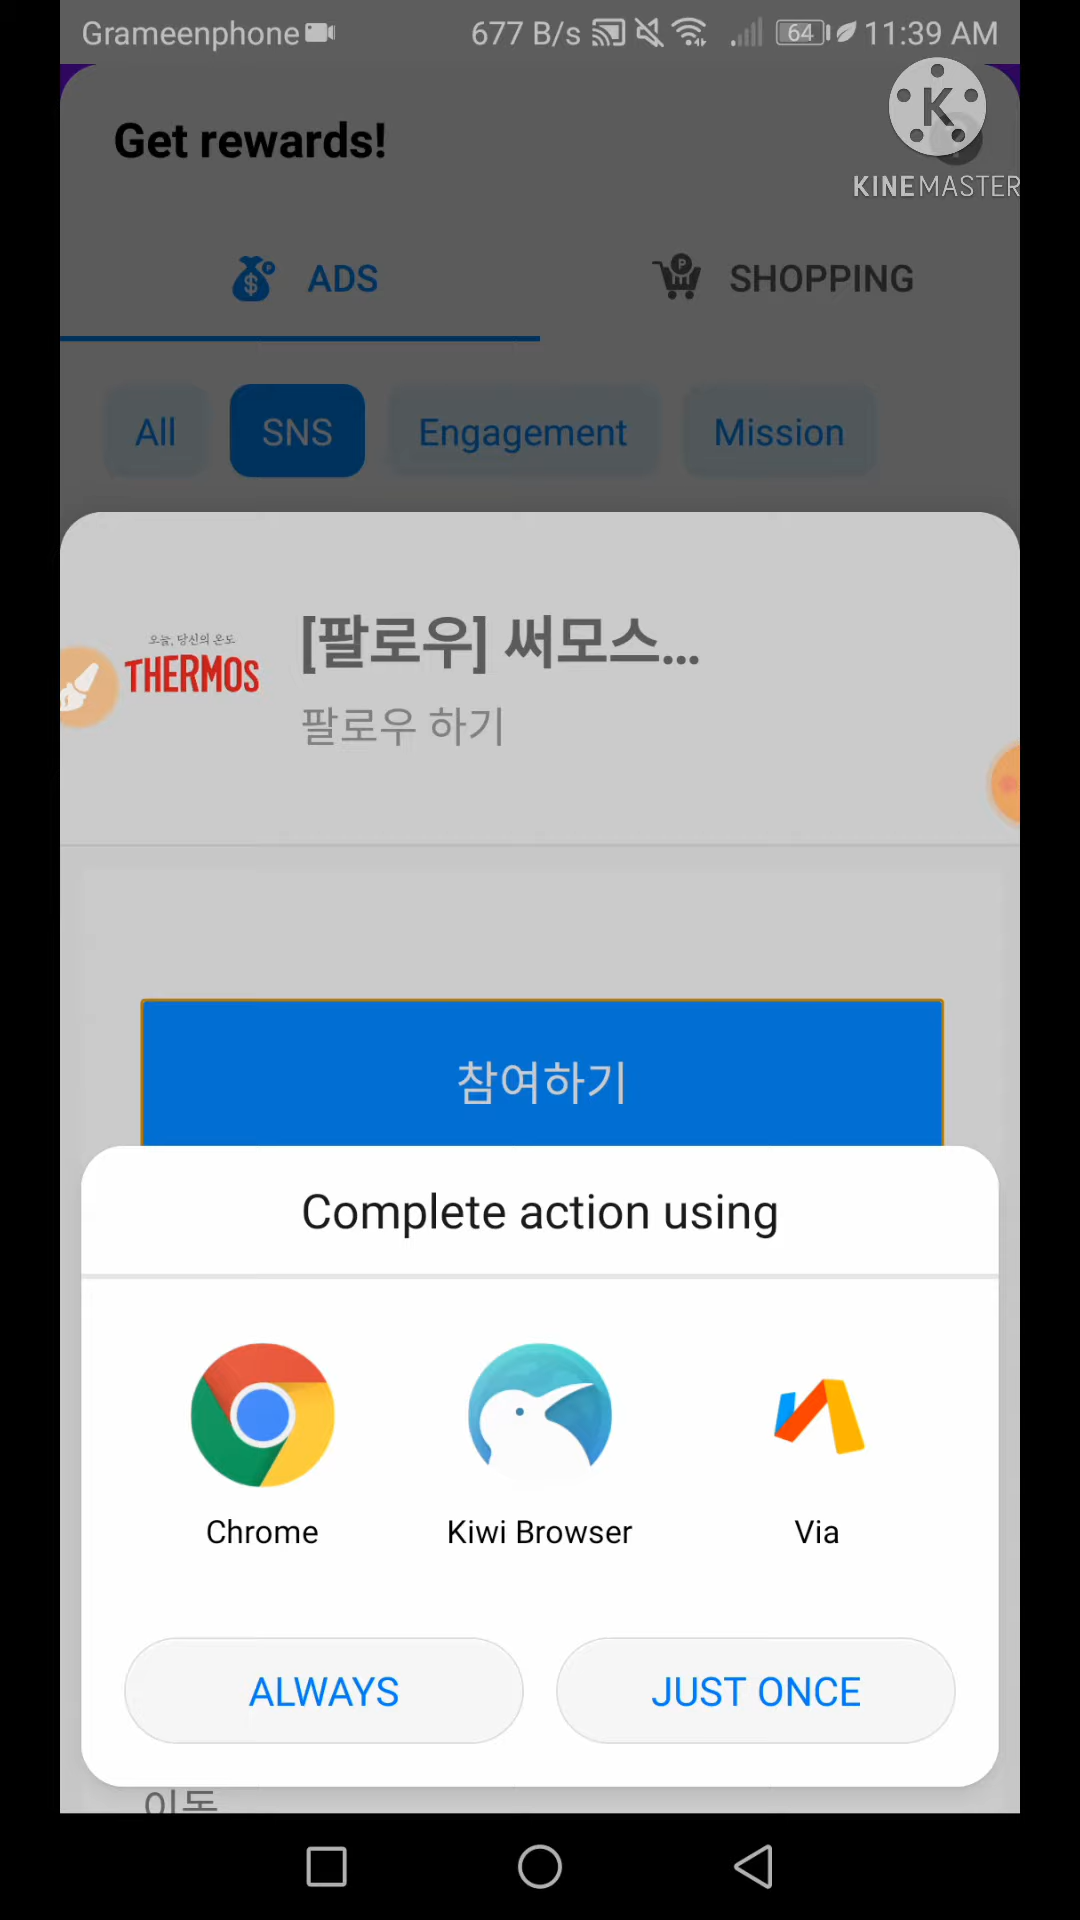 Grameenphone 677 B/s 64 11:39 AM
K
KINEMASTER
Get rewards!
ADS SHOPPING
All SNS Engagement Mission
오늘, 당신의 온도
THERMOS
[팔로우] 써모스...
팔로우 하기
참여하기
Complete action using
Chrome Kiwi Browser Via
ALWAYS JUST ONCE
이동